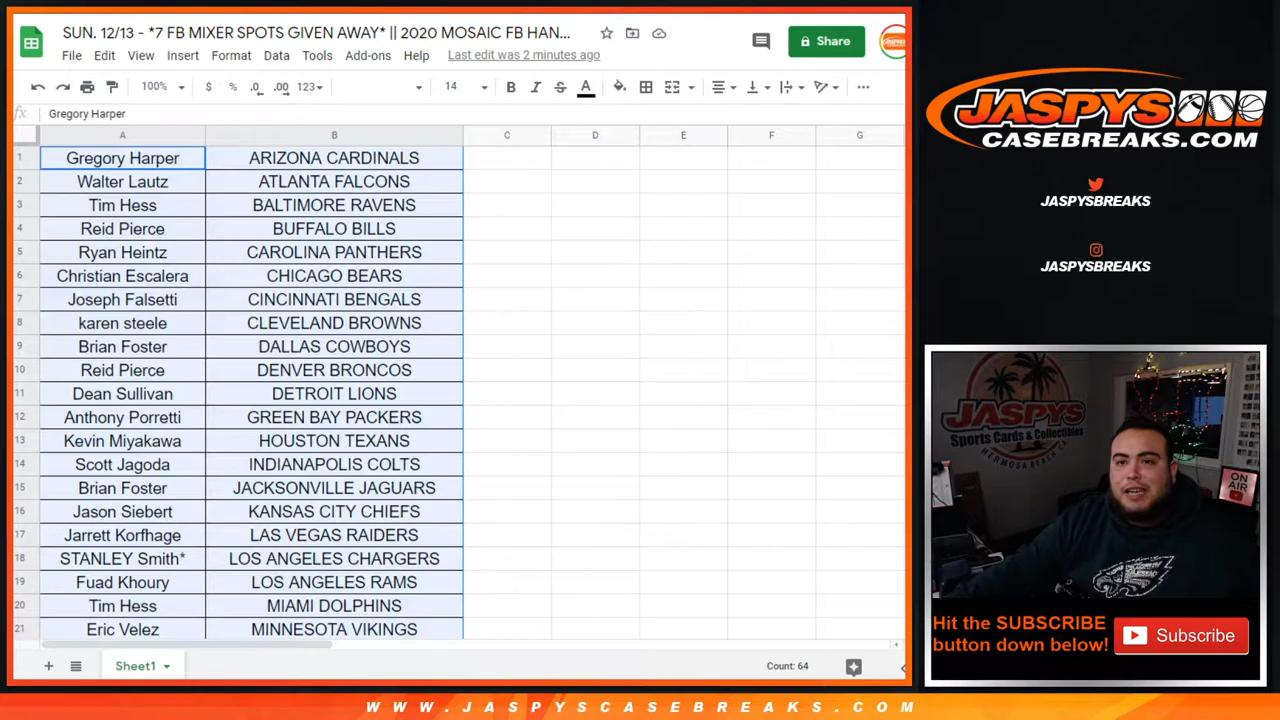 SUN. 12/13 - *7 FB MIXER SPOTS GIVEN AWAY* || 2020 MOSAIC FB HAN...
Share
File Edit View Insert Format Data Tools Add-ons Help Last edit was 2 minutes ago
100% $ % .0 .00 123 14 B I S A
fx Gregory Harper
A B C D E F G
1 Gregory Harper ARIZONA CARDINALS
2 Walter Lautz ATLANTA FALCONS
3 Tim Hess BALTIMORE RAVENS
4 Reid Pierce BUFFALO BILLS
5 Ryan Heintz CAROLINA PANTHERS
6 Christian Escalera CHICAGO BEARS
7 Joseph Falsetti CINCINNATI BENGALS
8 karen steele CLEVELAND BROWNS
9 Brian Foster DALLAS COWBOYS
10 Reid Pierce DENVER BRONCOS
11 Dean Sullivan DETROIT LIONS
12 Anthony Porretti GREEN BAY PACKERS
13 Kevin Miyakawa HOUSTON TEXANS
14 Scott Jagoda INDIANAPOLIS COLTS
15 Brian Foster JACKSONVILLE JAGUARS
16 Jason Siebert KANSAS CITY CHIEFS
17 Jarrett Korfhage LAS VEGAS RAIDERS
18 STANLEY Smith* LOS ANGELES CHARGERS
19 Fuad Khoury LOS ANGELES RAMS
20 Tim Hess MIAMI DOLPHINS
21 Eric Velez MINNESOTA VIKINGS
Sheet1
Count: 64
JASPYS
CASEBREAKS.COM
JASPYSBREAKS
JASPYSBREAKS
JASPYS
Sports Cards & Collectibles
HERMOSA BEACH
ON
AIR
Hit the SUBSCRIBE
button down below!
Subscribe
WWW.JASPYSCASEBREAKS.COM